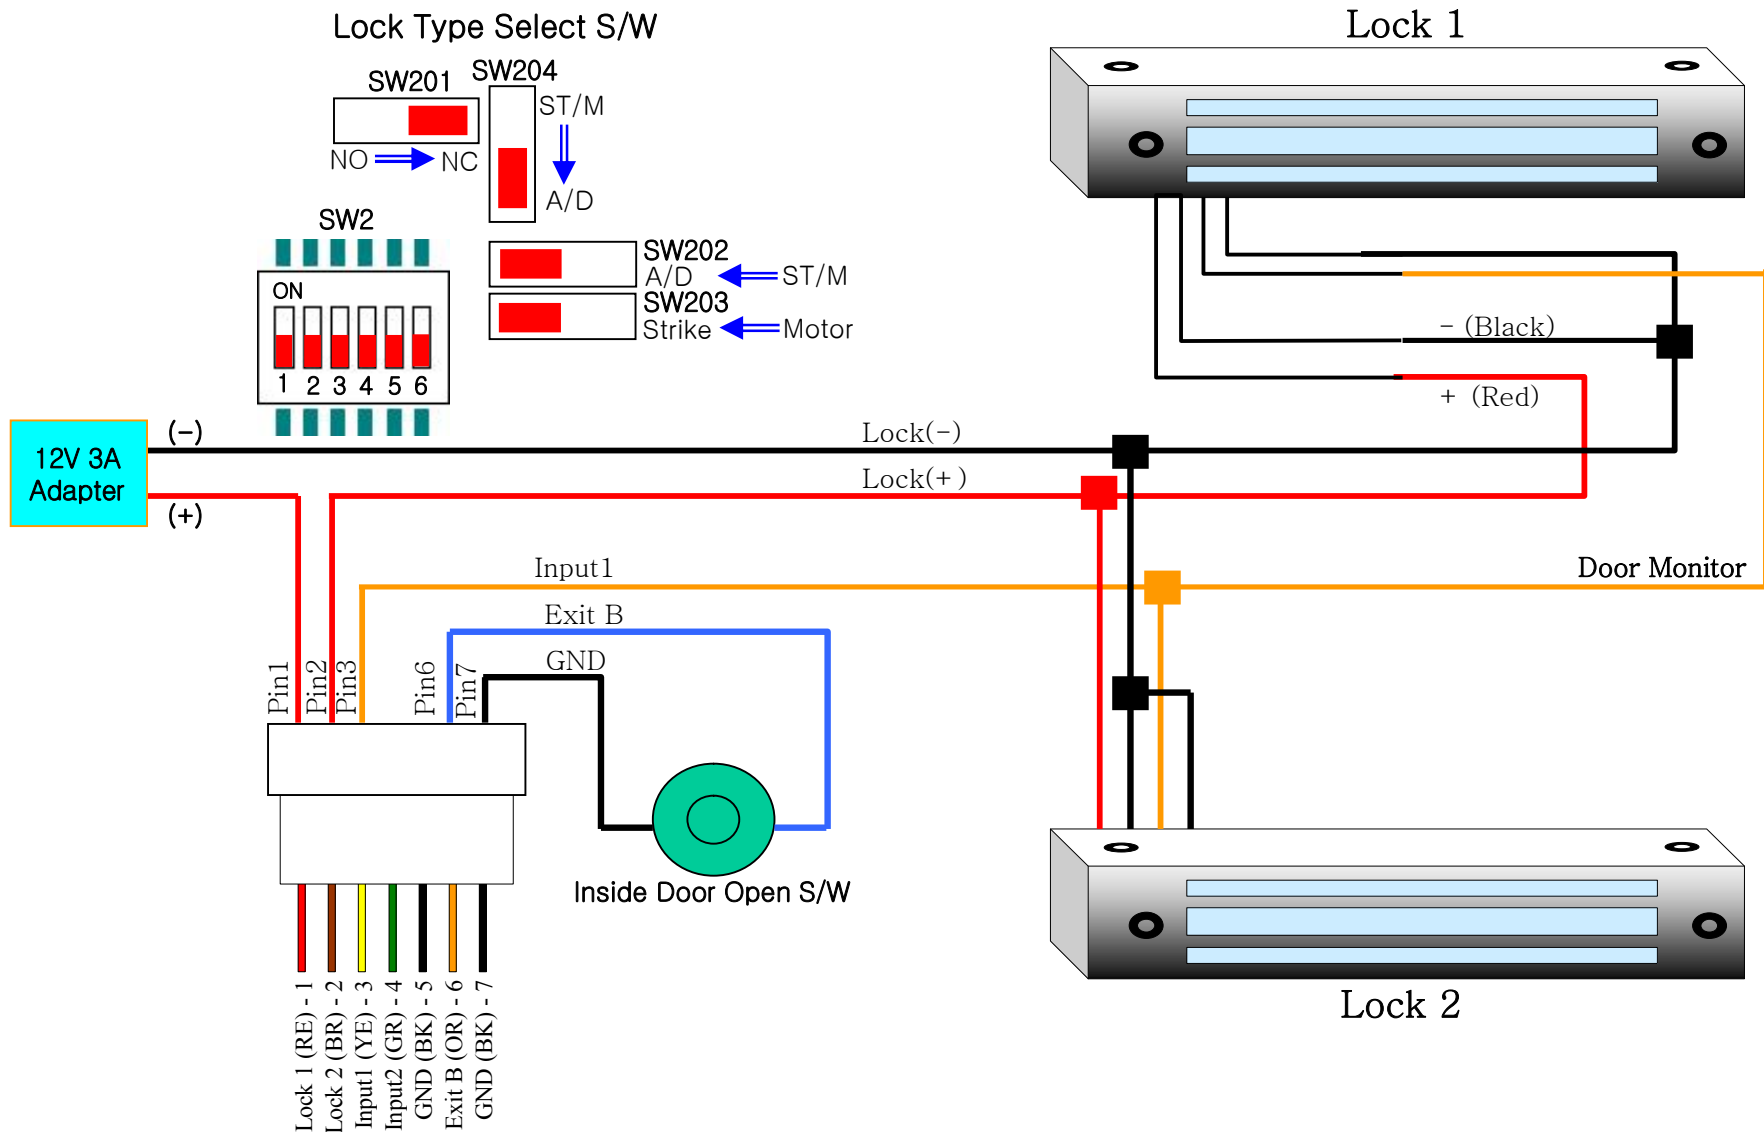 Lock Type Select S/W
SW201
SW204
ST/M
NO
NC
A/D
SW2
SW202
A/D
ST/M
SW203
Strike
Motor
ON
1 2 3 4 5 6
Lock 1
- (Black)
+ (Red)
12V 3A
Adapter
(-)
(+)
Lock(-)
Lock(+)
Input1
Door Monitor
Exit B
GND
Pin1
Pin2
Pin3
Pin6
Pin7
Inside Door Open S/W
Lock 1 (RE) - 1
Lock 2 (BR) - 2
Input1 (YE) - 3
Input2 (GR) - 4
GND (BK) - 5
Exit B (OR) - 6
GND (BK) - 7
Lock 2